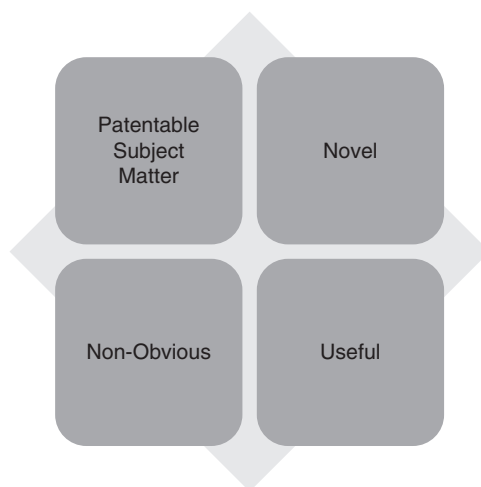 Patentable
Subject
Matter
Novel
Non-Obvious
Useful